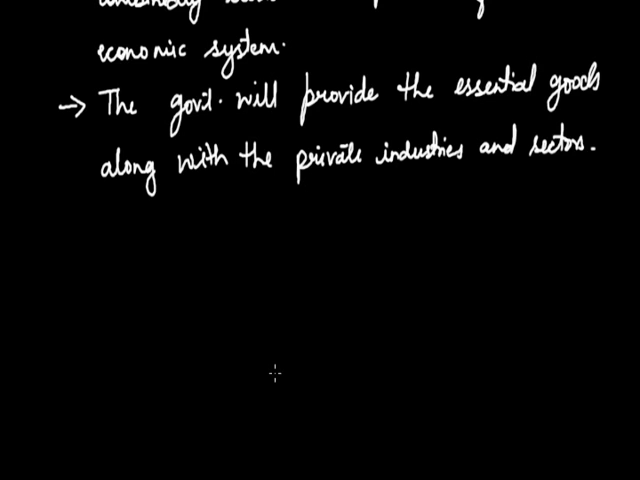 economic system.
→ The govt. will provide the essential goods
along with the private industries and sectors.